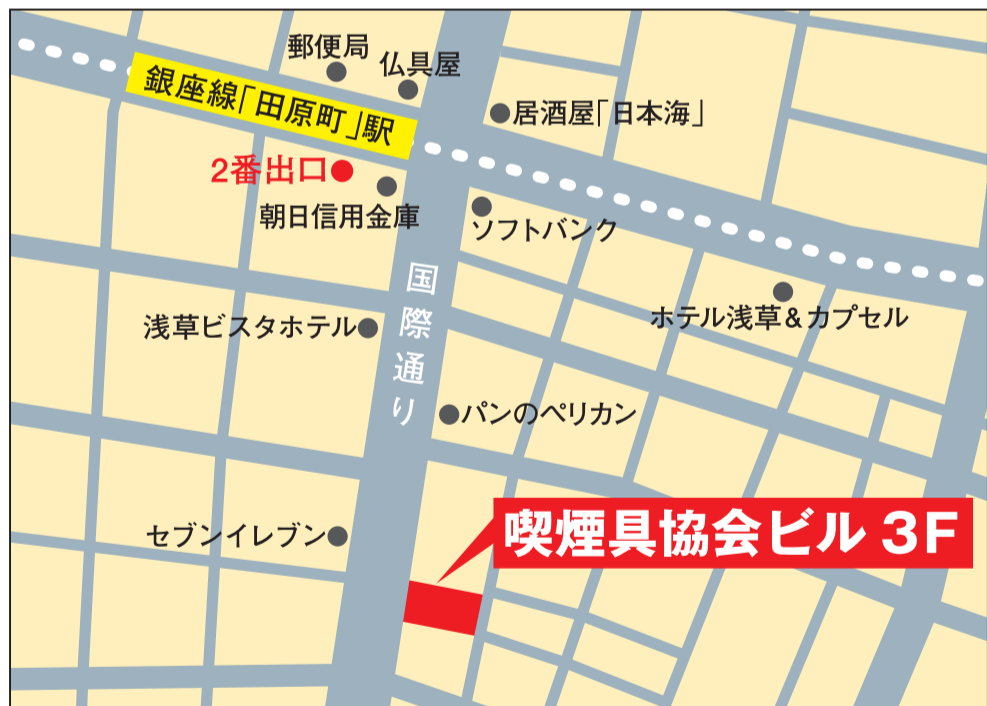 郵便局
仏具屋
銀座線「田原町」駅
居酒屋「日本海」
2番出口
朝日信用金庫
ソフトバンク
国際通り
浅草ビスタホテル
ホテル浅草&カプセル
パンのペリカン
セブンイレブン
喫煙具協会ビル 3F